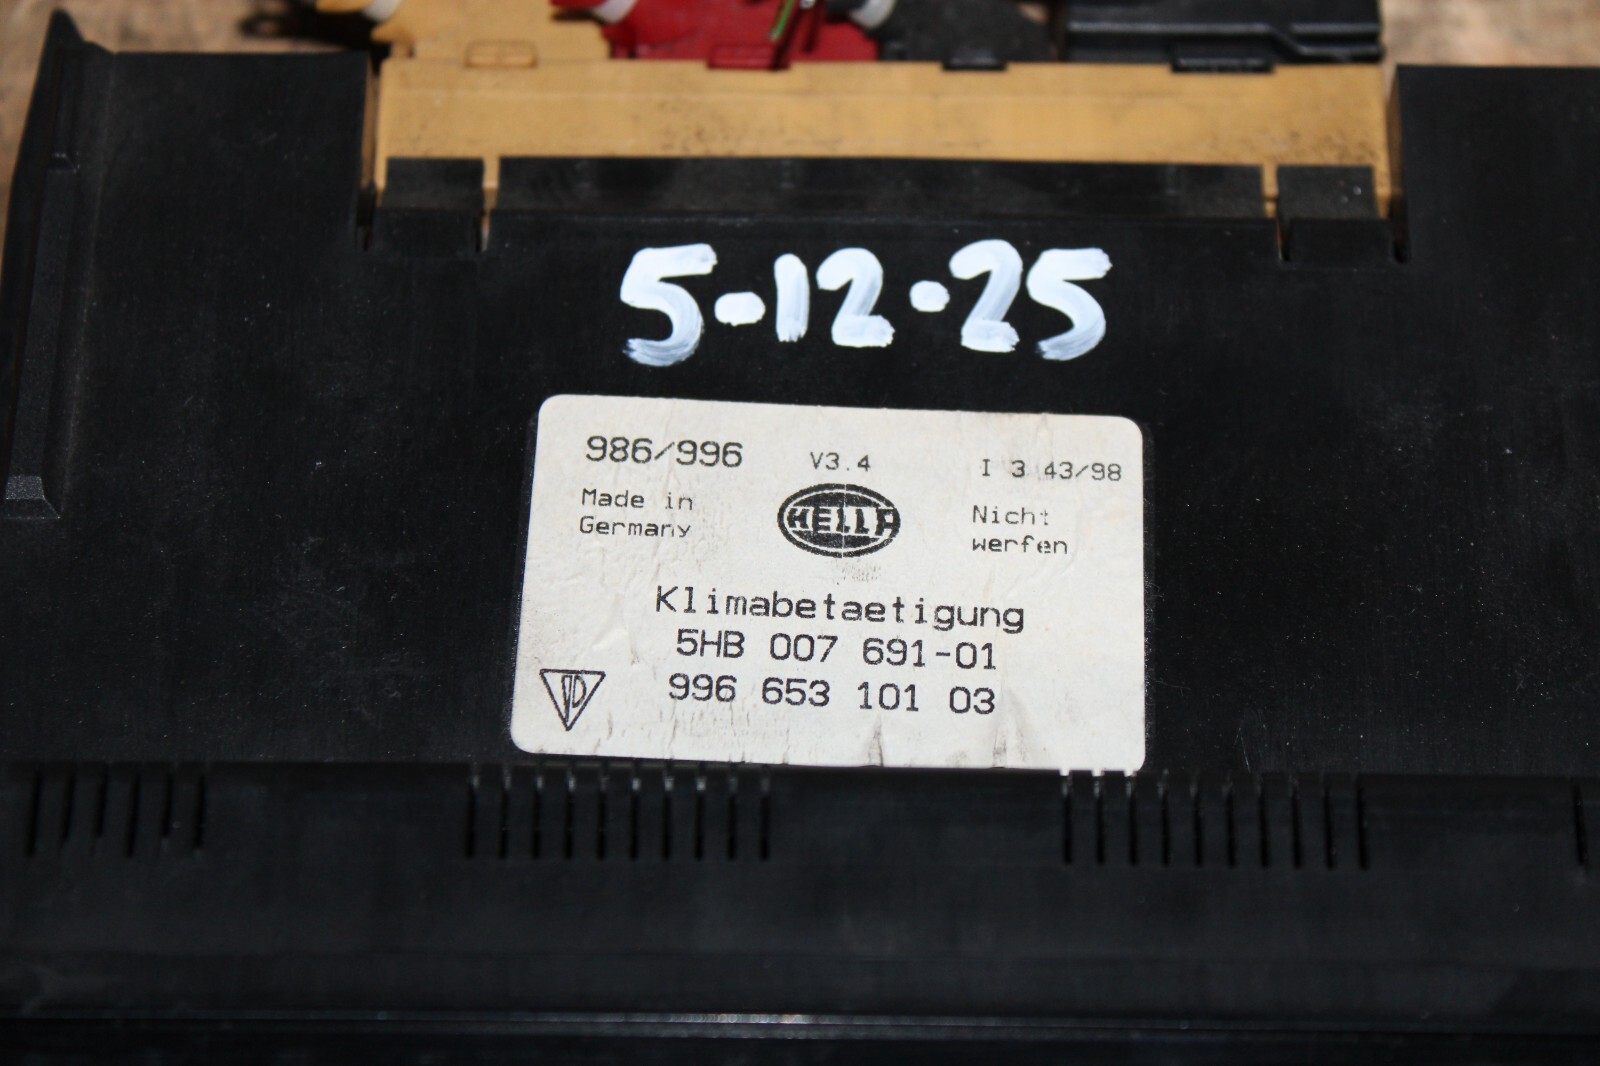 5-12-25
986/996 V3.4 I 3 43/98
Made in
Germany
HELLA
Nicht
werfen
Klimabetaetigung
5HB 007 691-01
996 653 101 03